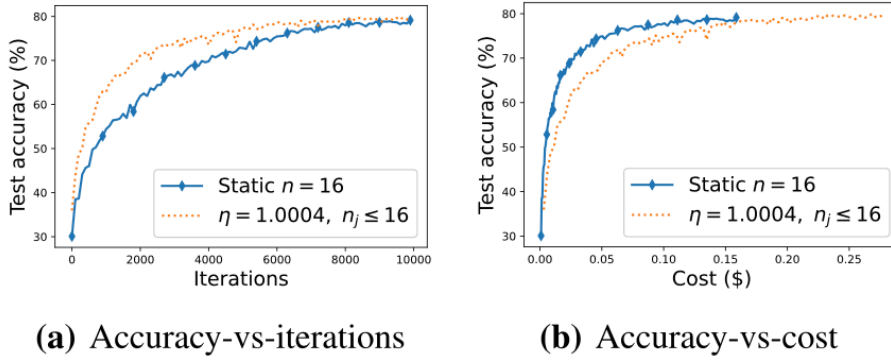 80
70
60
50
40
30
Test accuracy (%)
Static n = 16
η = 1.0004, n_j ≤ 16
0 2000 4000 6000 8000 10000
Iterations
(a) Accuracy-vs-iterations
80
70
60
50
40
30
Test accuracy (%)
Static n = 16
η = 1.0004, n_j ≤ 16
0.00 0.05 0.10 0.15 0.20 0.25
Cost ($)
(b) Accuracy-vs-cost